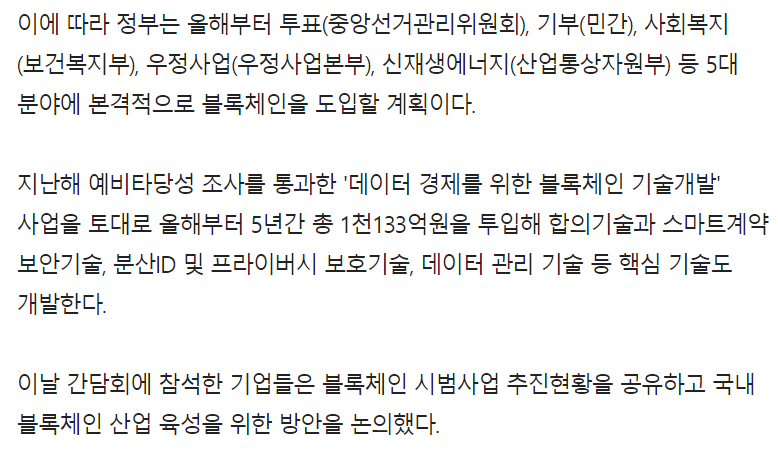 이에 따라 정부는 올해부터 투표(중앙선거관리위원회), 기부(민간), 사회복지
(보건복지부), 우정사업(우정사업본부), 신재생에너지(산업통상자원부) 등 5대
분야에 본격적으로 블록체인을 도입할 계획이다.
지난해 예비타당성 조사를 통과한 '데이터 경제를 위한 블록체인 기술개발'
사업을 토대로 올해부터 5년간 총 1천133억원을 투입해 합의기술과 스마트계약
보안기술, 분산ID 및 프라이버시 보호기술, 데이터 관리 기술 등 핵심 기술도
개발한다.
이날 간담회에 참석한 기업들은 블록체인 시범사업 추진현황을 공유하고 국내
블록체인 산업 육성을 위한 방안을 논의했다.